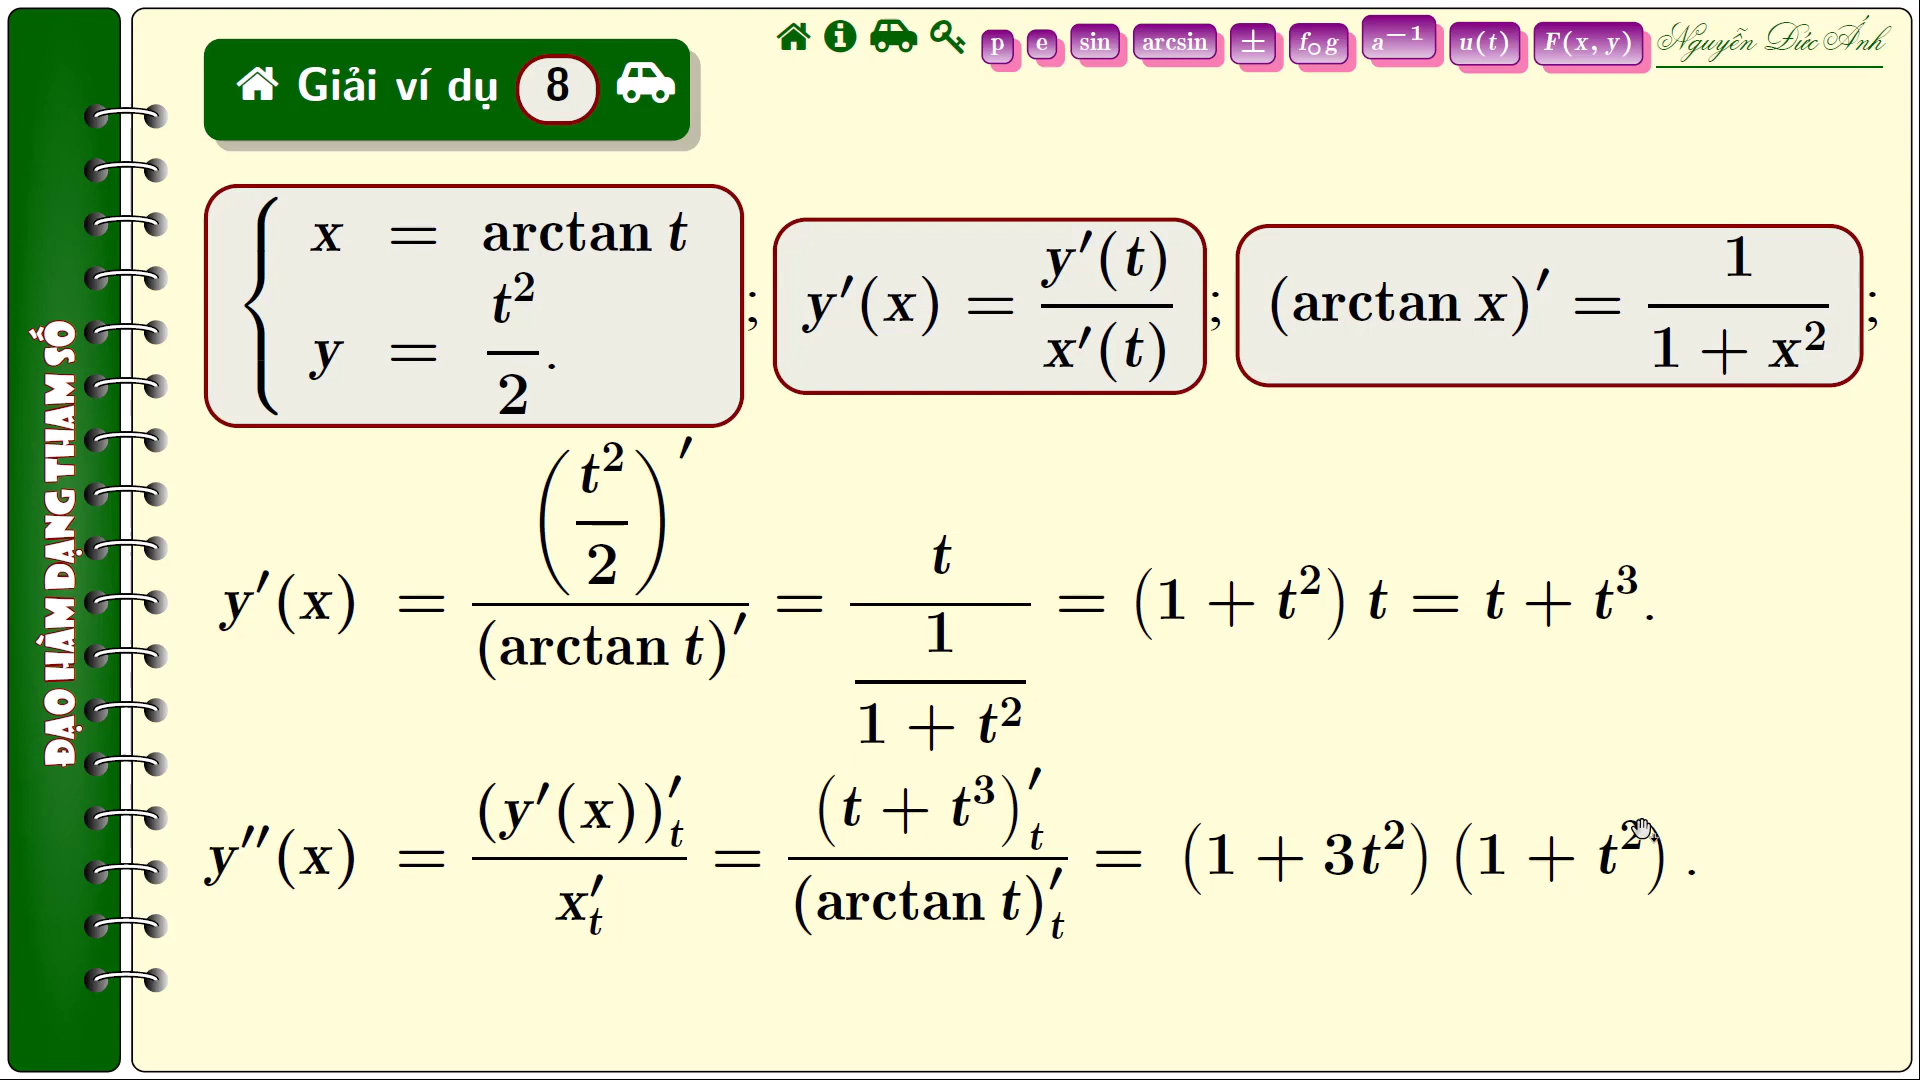 p e sin arcsin ± f∘g a⁻¹ u(t) F(x, y) Nguyễn Đức Ánh
Giải ví dụ 8
ĐẠO HÀM DẠNG THAM SỐ
{ x = arctan t
y = t²/2. ; y′(x) = y′(t)/x′(t) ; (arctan x)′ = 1/(1 + x²) ;
y′(x) = (t²/2)′/(arctan t)′ = t/(1/(1 + t²)) = (1 + t²) t = t + t³.
y′′(x) = (y′(x))′ₜ/x′ₜ = (t + t³)′ₜ/(arctan t)′ₜ = (1 + 3t²) (1 + t²) .